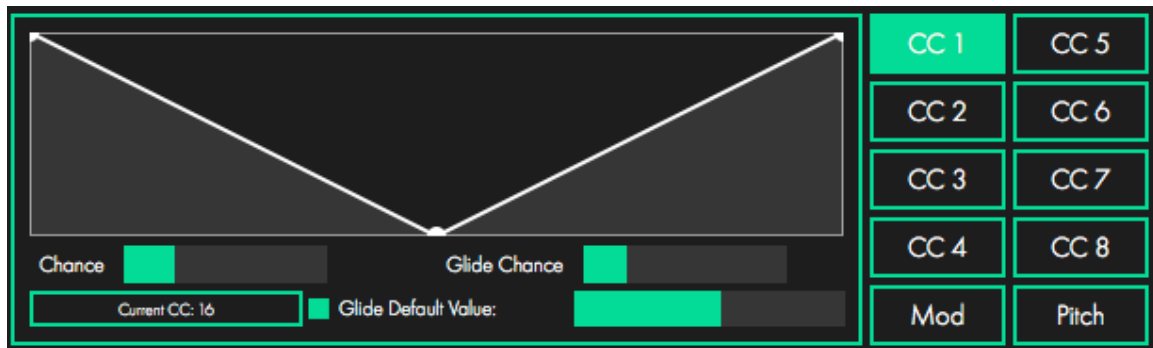 CC 1
CC 5
CC 2
CC 6
CC 3
CC 7
CC 4
CC 8
Mod
Pitch
Chance
Glide Chance
Current CC: 16
Glide Default Value: